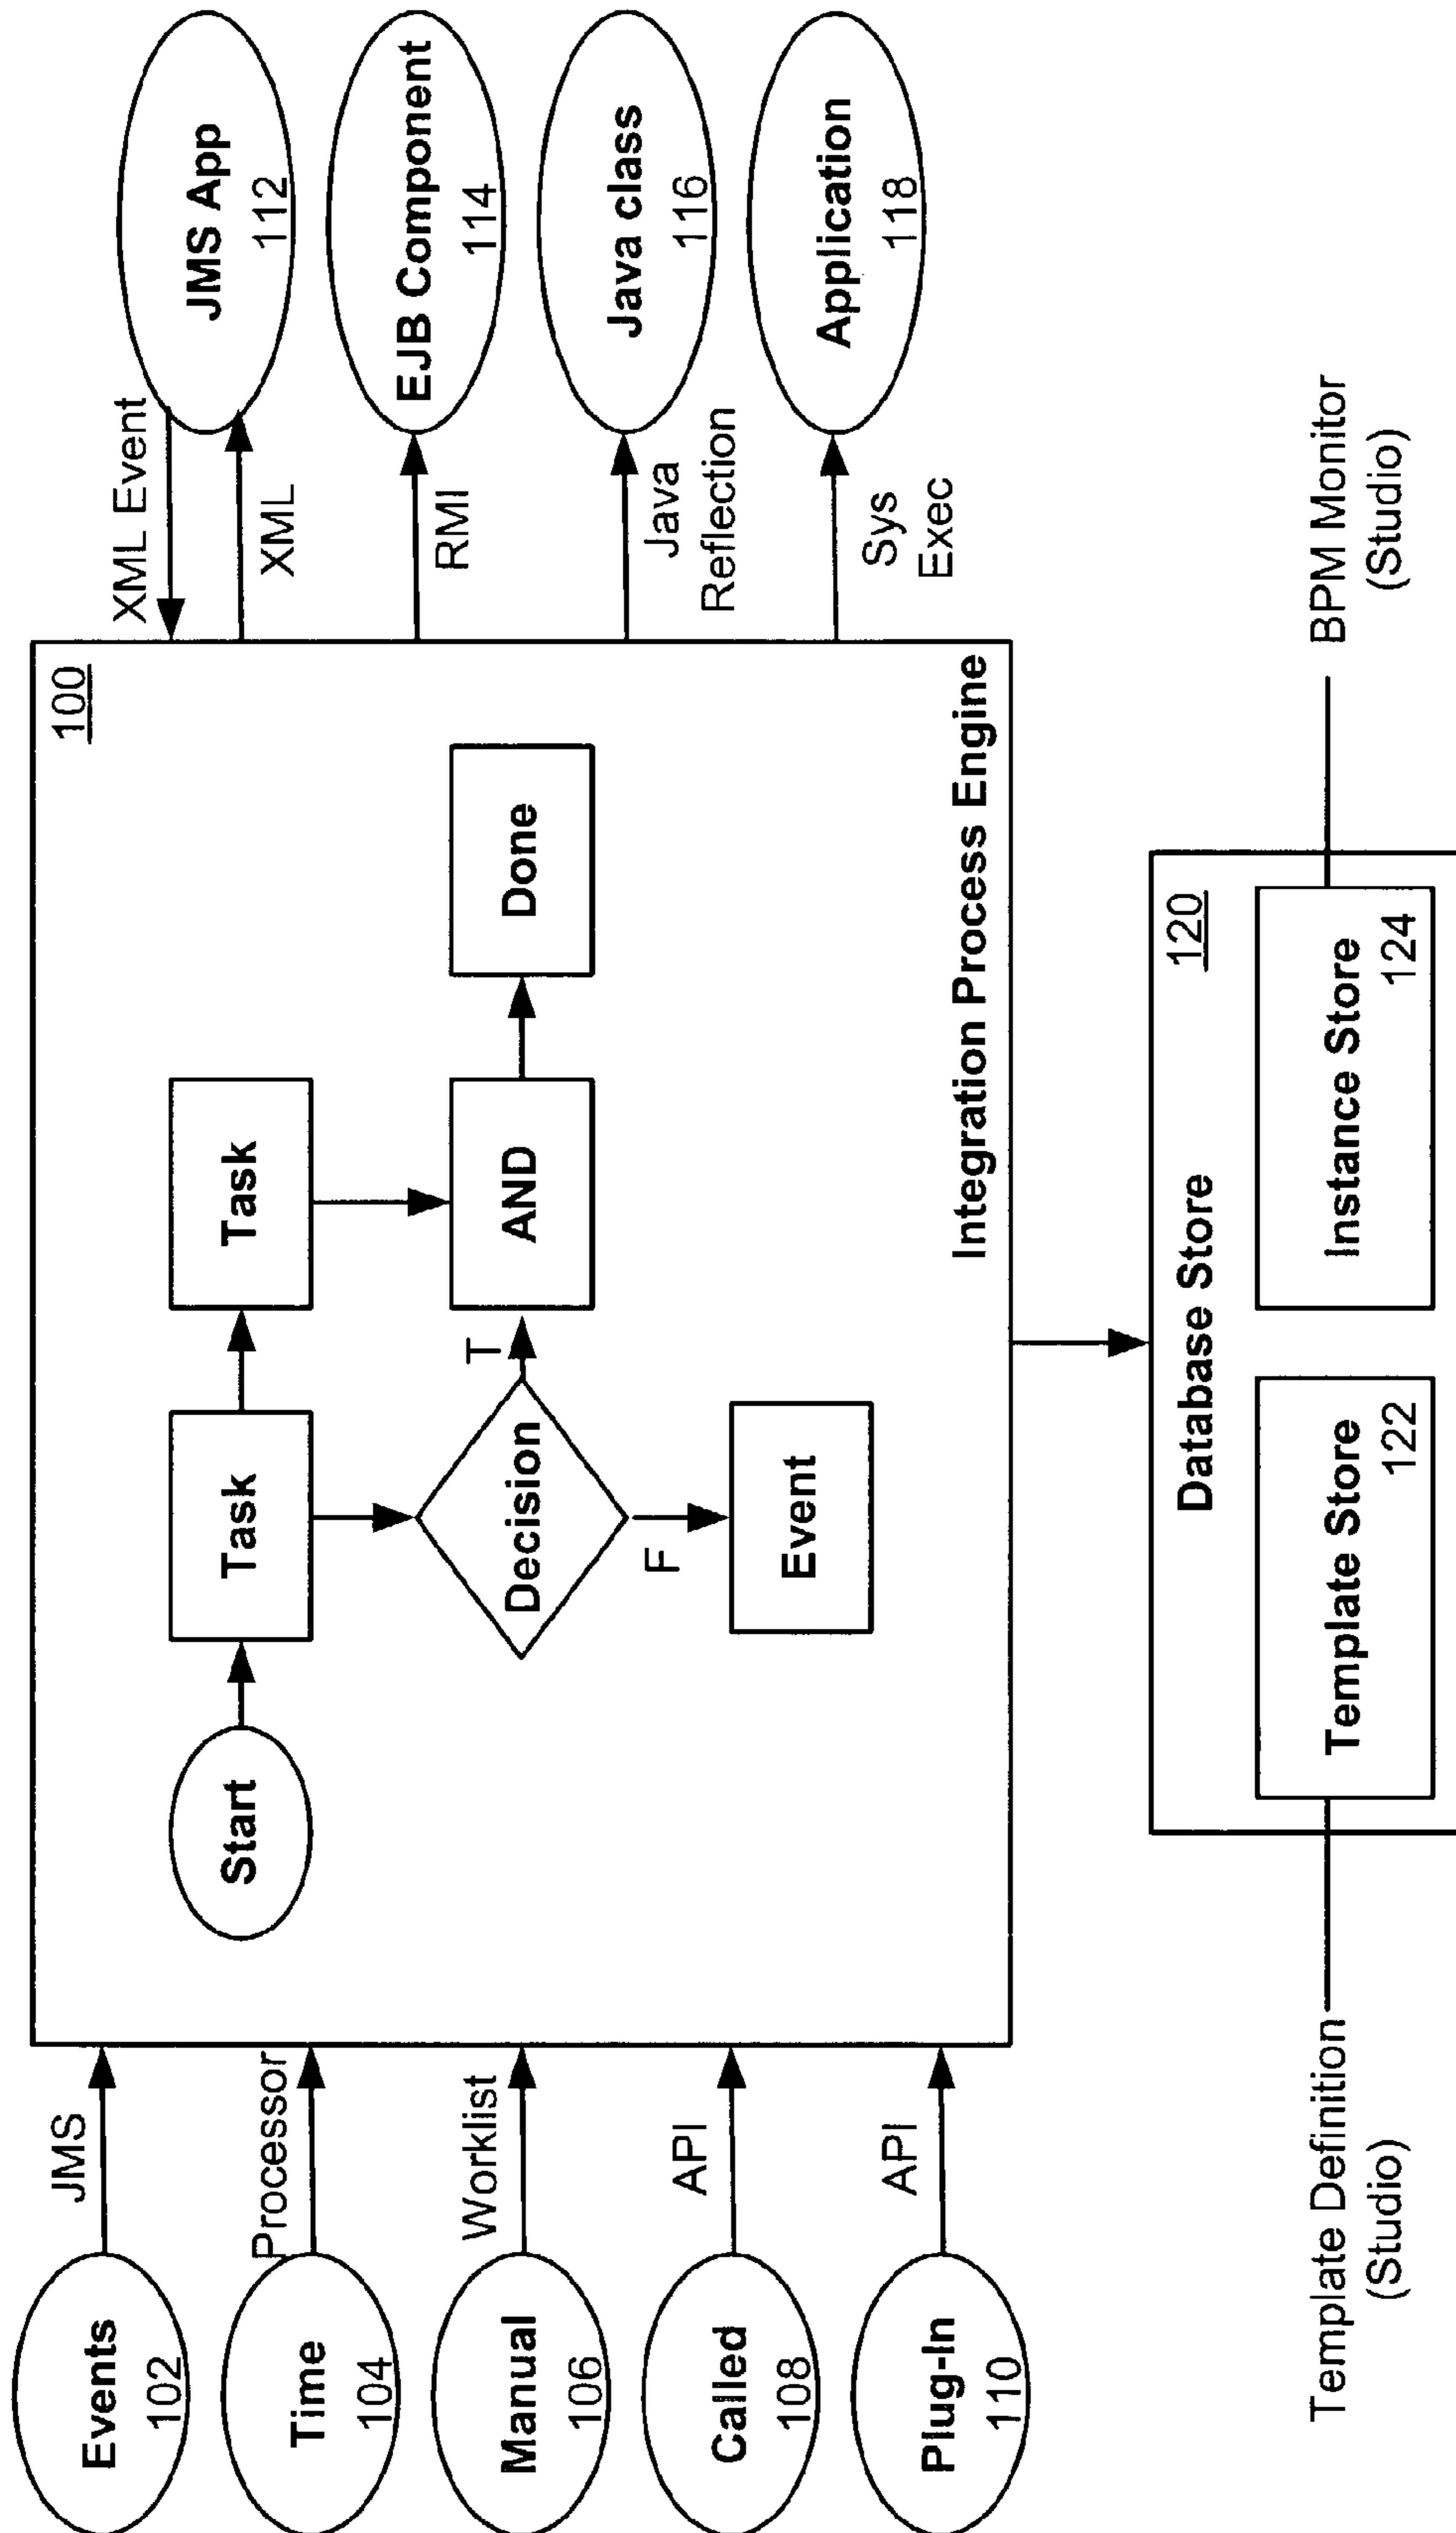 Events
102
JMS
Time
104
Processor
Manual
106
Worklist
Called
108
API
Plug-In
110
API
100
Start
Task
Task
Decision
T
AND
Done
F
Event
Integration Process Engine
XML Event
XML
JMS App
112
RMI
EJB Component
114
Java
Reflection
Java class
116
Sys
Exec
Application
118
Database Store
120
Template Store
122
Instance Store
124
Template Definition
(Studio)
BPM Monitor
(Studio)